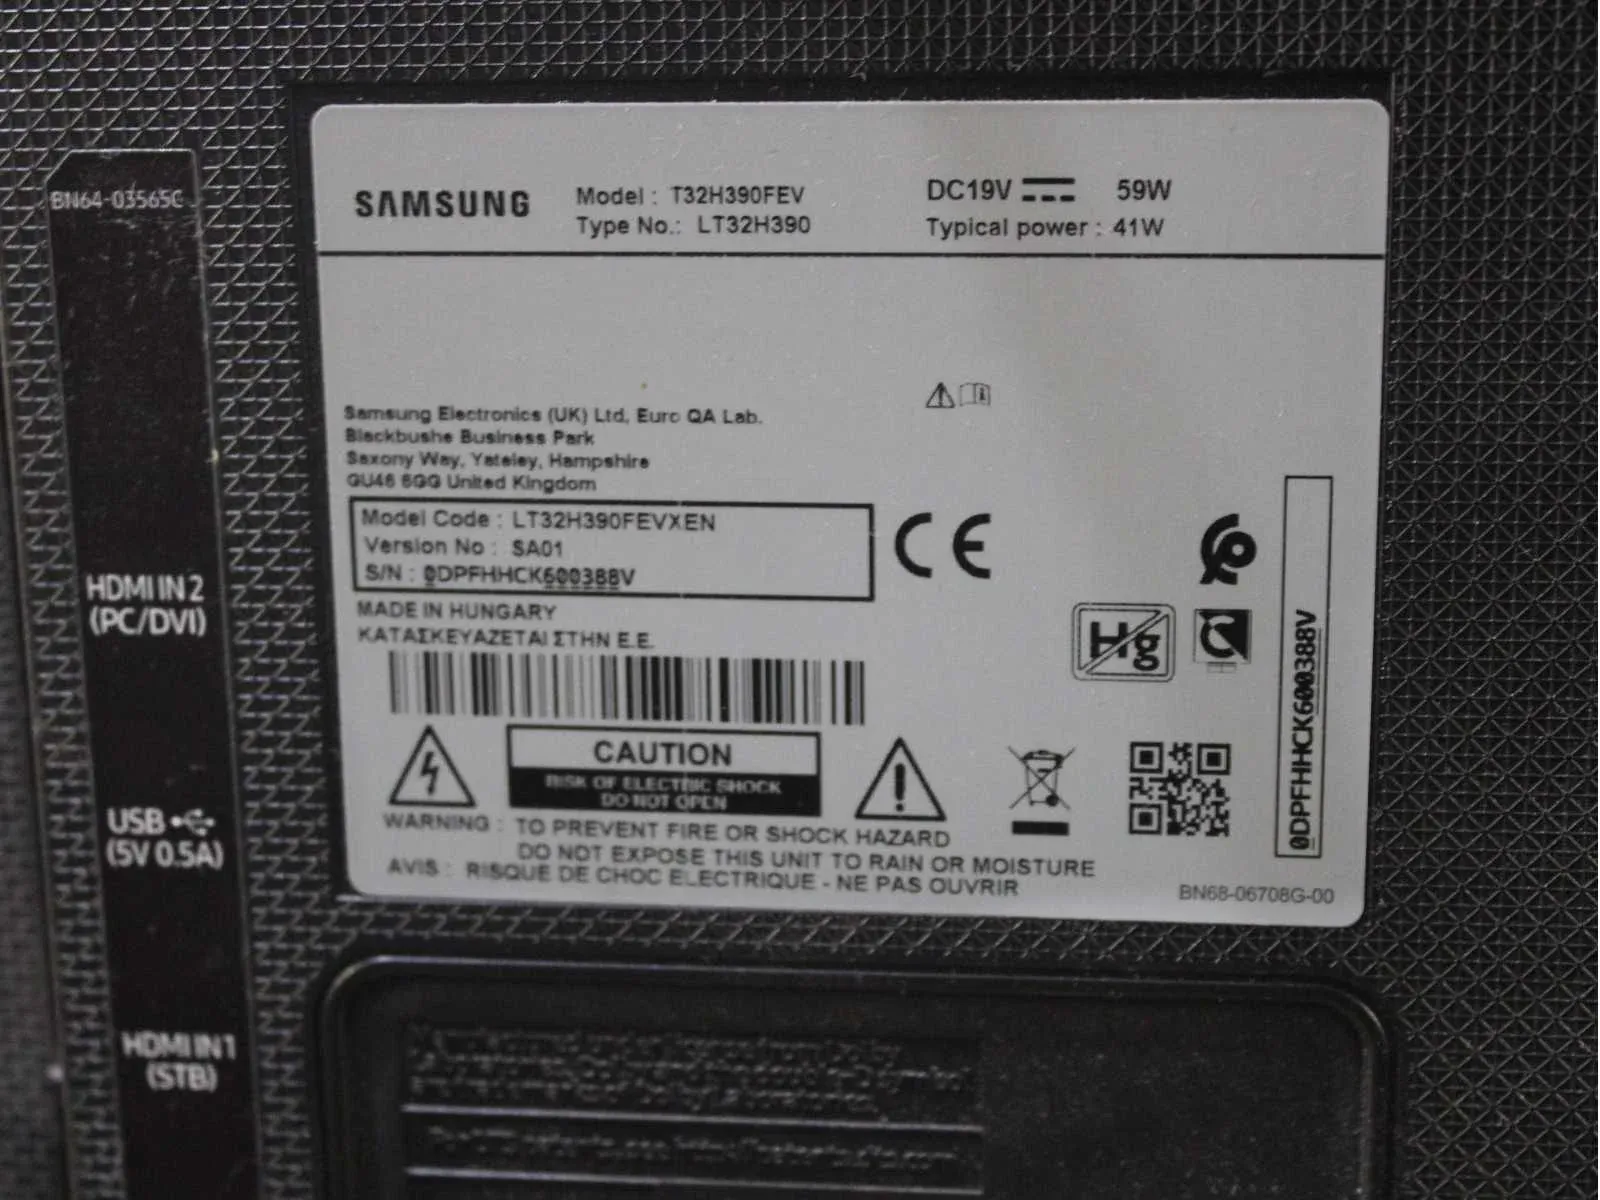 BN64-03565C
HDMI IN 2
(PC/DVI)
USB
(5V 0.5A)
HDMI IN 1
(STB)
SAMSUNG
Model : T32H390FEV
Type No.: LT32H390
DC19V 59W
Typical power : 41W
Samsung Electronics (UK) Ltd, Euro QA Lab.
Blackbushe Business Park
Saxony Way, Yateley, Hampshire
GU46 6GG United Kingdom
Model Code : LT32H390FEVXEN
Version No : SA01
S/N : 0DPFHHCK600388V
MADE IN HUNGARY
ΚΑΤΑΣΚΕΥΑΖΕΤΑΙ ΣΤΗΝ Ε.Ε.
CE
Hg
0DPFHHCK600388V
CAUTION
RISK OF ELECTRIC SHOCK
DO NOT OPEN
WARNING : TO PREVENT FIRE OR SHOCK HAZARD
DO NOT EXPOSE THIS UNIT TO RAIN OR MOISTURE
AVIS : RISQUE DE CHOC ELECTRIQUE - NE PAS OUVRIR
BN68-06708G-00